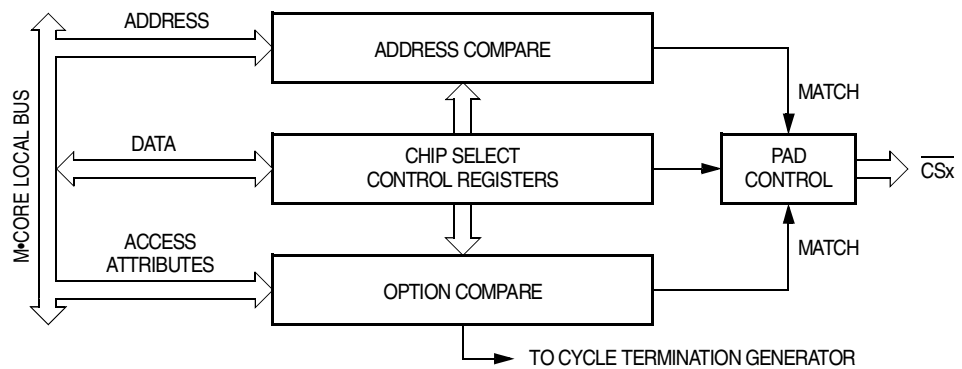 ADDRESS
ADDRESS COMPARE
MATCH
M•CORE LOCAL BUS
DATA
CHIP SELECT
CONTROL REGISTERS
PAD
CONTROL
CSx
ACCESS
ATTRIBUTES
OPTION COMPARE
MATCH
TO CYCLE TERMINATION GENERATOR